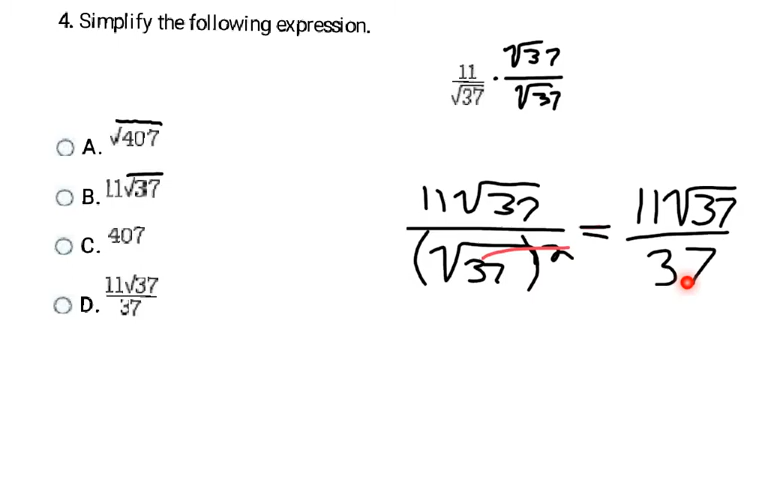 4. Simplify the following expression.
11/√37 · √37/√37
A. √407
B. 11√37
C. 407
D. 11√37/37
11√37/(√37)² = 11√37/37